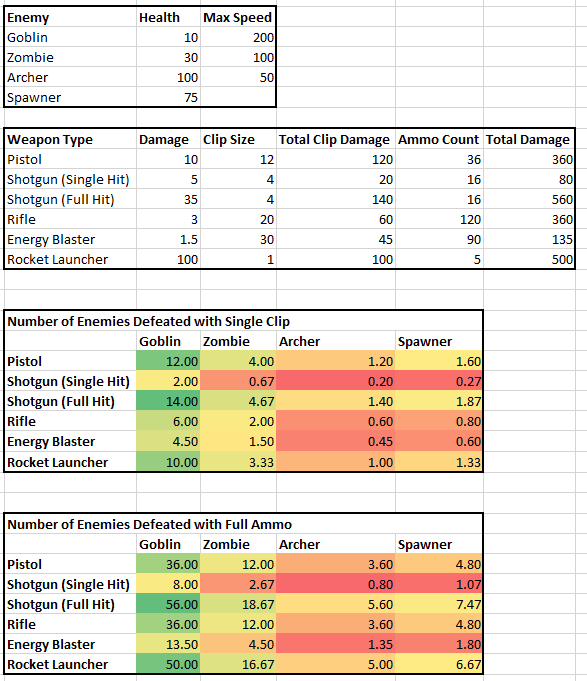 Enemy Health Max Speed
Goblin 10 200
Zombie 30 100
Archer 100 50
Spawner 75
Weapon Type Damage Clip Size Total Clip Damage Ammo Count Total Damage
Pistol 10 12 120 36 360
Shotgun (Single Hit) 5 4 20 16 80
Shotgun (Full Hit) 35 4 140 16 560
Rifle 3 20 60 120 360
Energy Blaster 1.5 30 45 90 135
Rocket Launcher 100 1 100 5 500
Number of Enemies Defeated with Single Clip
Goblin Zombie Archer Spawner
Pistol 12.00 4.00 1.20 1.60
Shotgun (Single Hit) 2.00 0.67 0.20 0.27
Shotgun (Full Hit) 14.00 4.67 1.40 1.87
Rifle 6.00 2.00 0.60 0.80
Energy Blaster 4.50 1.50 0.45 0.60
Rocket Launcher 10.00 3.33 1.00 1.33
Number of Enemies Defeated with Full Ammo
Goblin Zombie Archer Spawner
Pistol 36.00 12.00 3.60 4.80
Shotgun (Single Hit) 8.00 2.67 0.80 1.07
Shotgun (Full Hit) 56.00 18.67 5.60 7.47
Rifle 36.00 12.00 3.60 4.80
Energy Blaster 13.50 4.50 1.35 1.80
Rocket Launcher 50.00 16.67 5.00 6.67